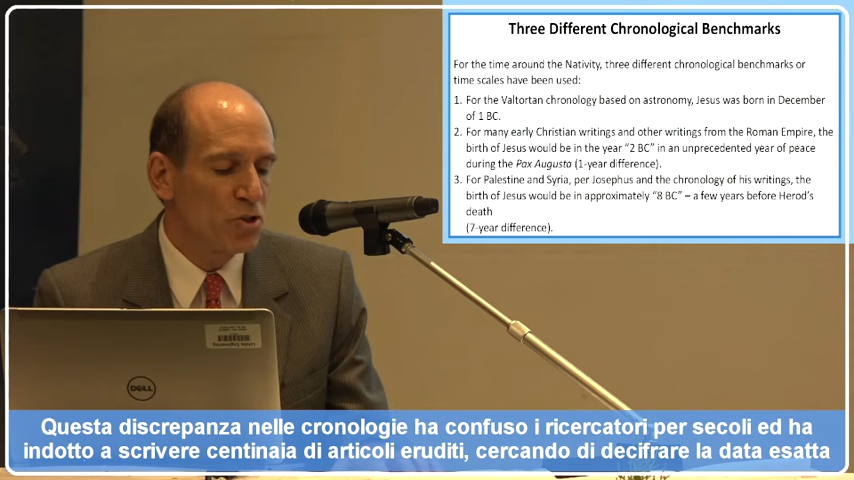 Three Different Chronological Benchmarks
For the time around the Nativity, three different chronological benchmarks or
time scales have been used:
1. For the Valtortan chronology based on astronomy, Jesus was born in December
of 1 BC.
2. For many early Christian writings and other writings from the Roman Empire, the
birth of Jesus would be in the year “2 BC” in an unprecedented year of peace
during the Pax Augusta (1-year difference).
3. For Palestine and Syria, per Josephus and the chronology of his writings, the
birth of Jesus would be in approximately “8 BC” – a few years before Herod’s
death
(7-year difference).
DELL
Questa discrepanza nelle cronologie ha confuso i ricercatori per secoli ed ha
indotto a scrivere centinaia di articoli eruditi, cercando di decifrare la data esatta